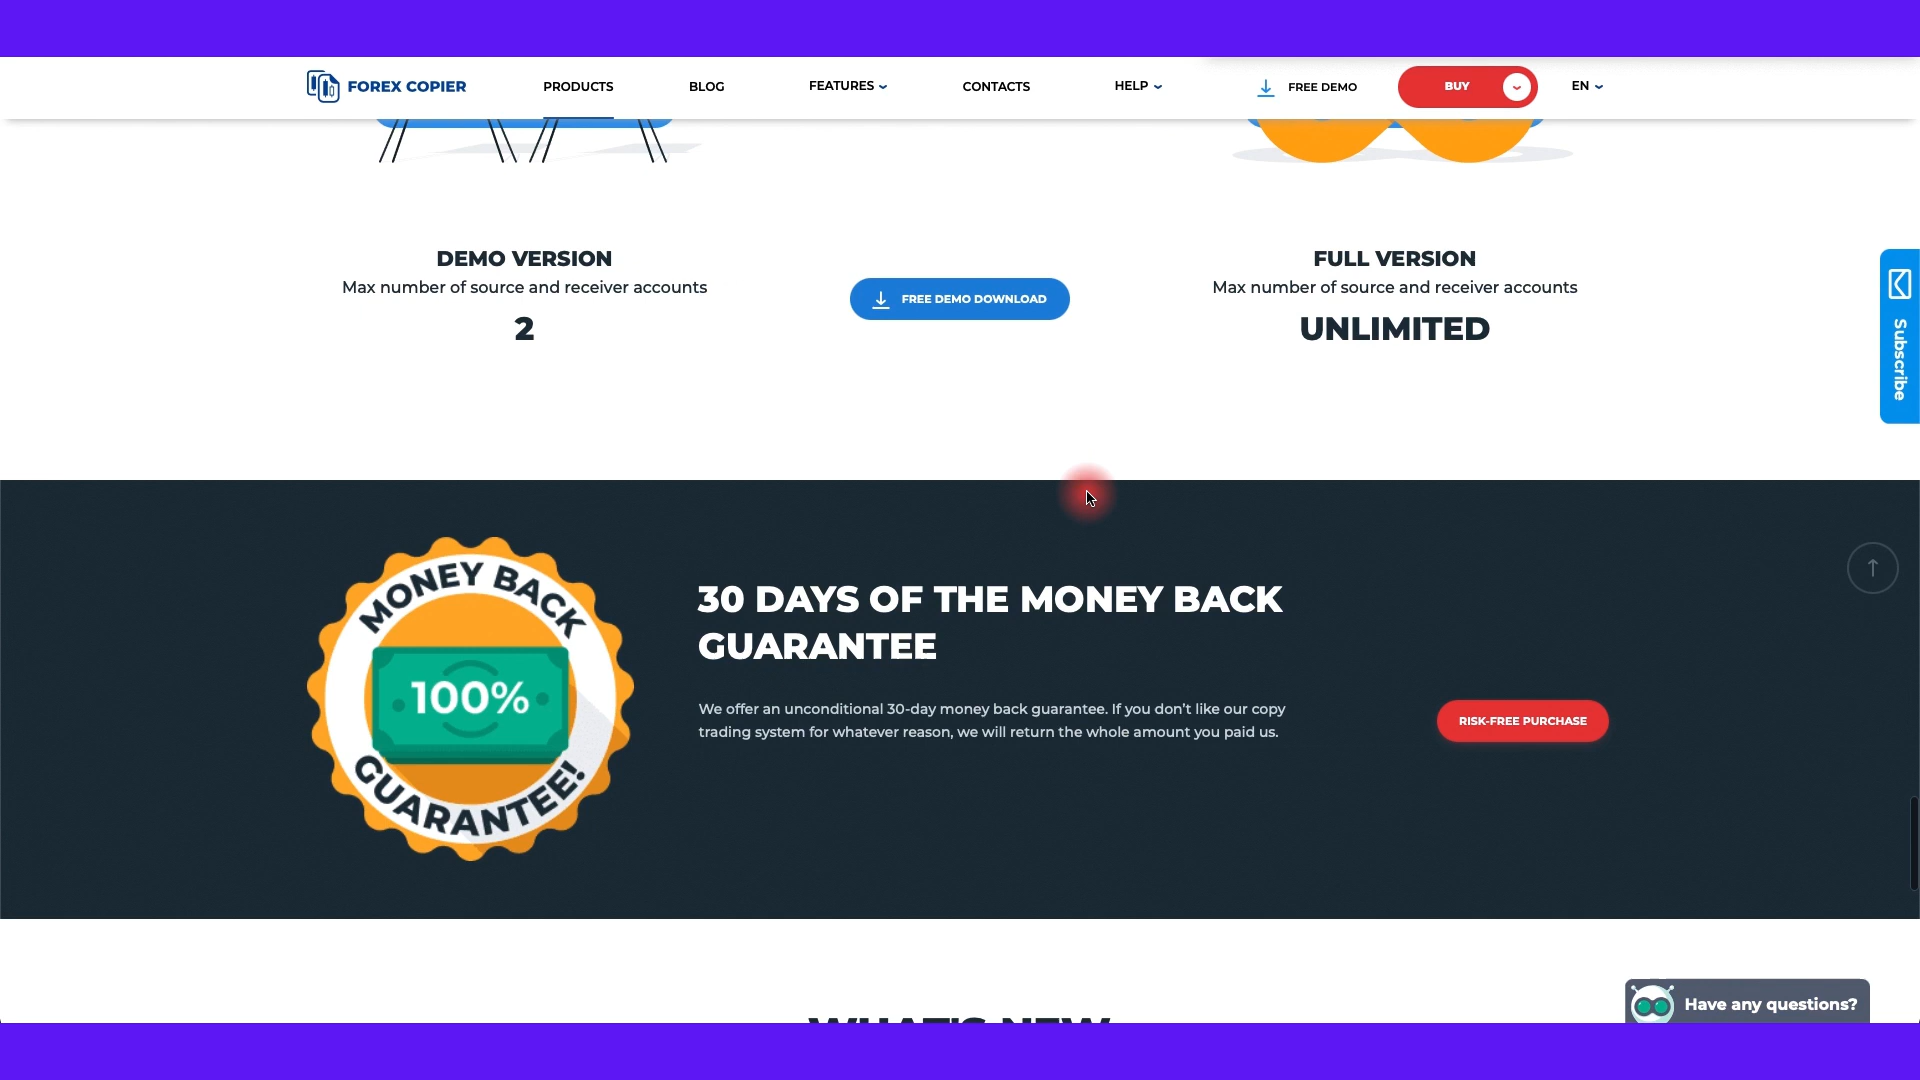 FOREX COPIER
PRODUCTS
BLOG
FEATURES
CONTACTS
HELP
FREE DEMO
BUY
EN
DEMO VERSION
Max number of source and receiver accounts
2
FREE DEMO DOWNLOAD
FULL VERSION
Max number of source and receiver accounts
UNLIMITED
Subscribe
MONEY BACK
100%
GUARANTEE!
30 DAYS OF THE MONEY BACK
GUARANTEE
We offer an unconditional 30-day money back guarantee. If you don't like our copy
trading system for whatever reason, we will return the whole amount you paid us.
RISK-FREE PURCHASE
WHAT'S NEW
Have any questions?